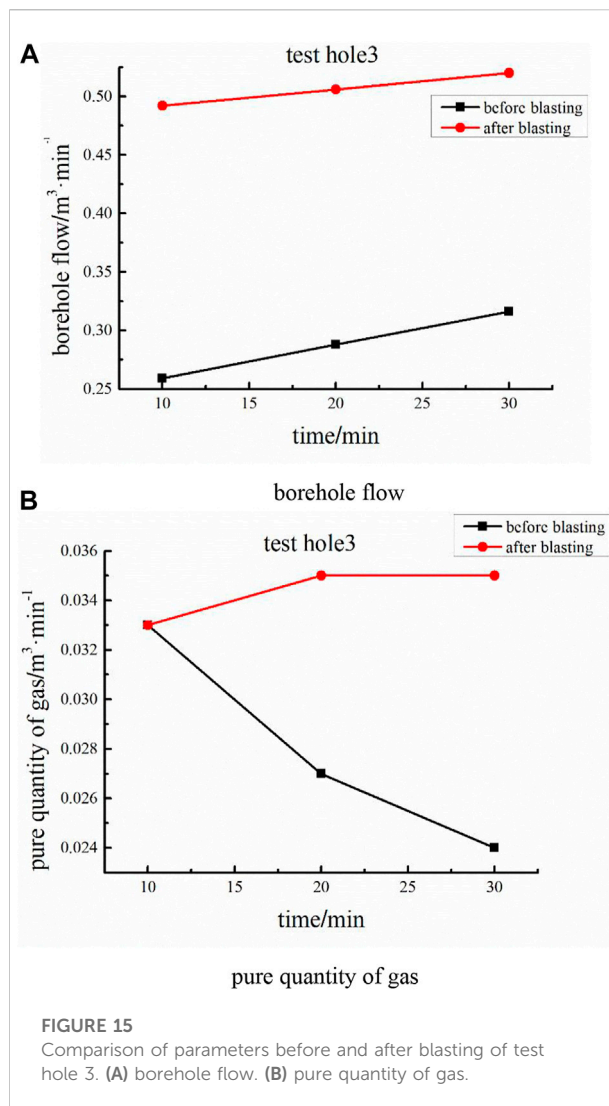 A
test hole3
before blasting
after blasting
borehole flow/m³·min⁻¹
0.50
0.45
0.40
0.35
0.30
0.25
10 15 20 25 30
time/min
borehole flow
B
before blasting
after blasting
test hole3
pure quantity of gas/m³·min⁻¹
0.036
0.034
0.032
0.030
0.028
0.026
0.024
10 15 20 25 30
time/min
pure quantity of gas
FIGURE 15
Comparison of parameters before and after blasting of test
hole 3. (A) borehole flow. (B) pure quantity of gas.